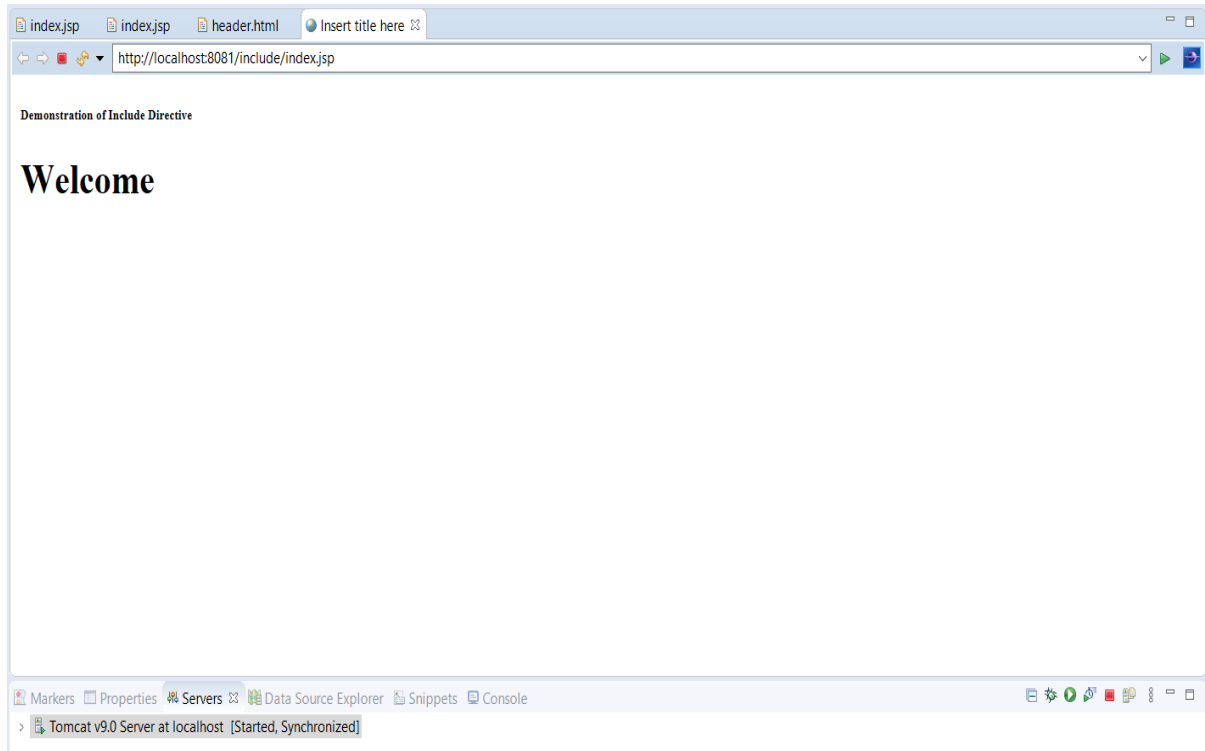 index.jsp index.jsp header.html Insert title here
http://localhost:8081/include/index.jsp
Demonstration of Include Directive
Welcome
Markers Properties Servers Data Source Explorer Snippets Console
Tomcat v9.0 Server at localhost [Started, Synchronized]